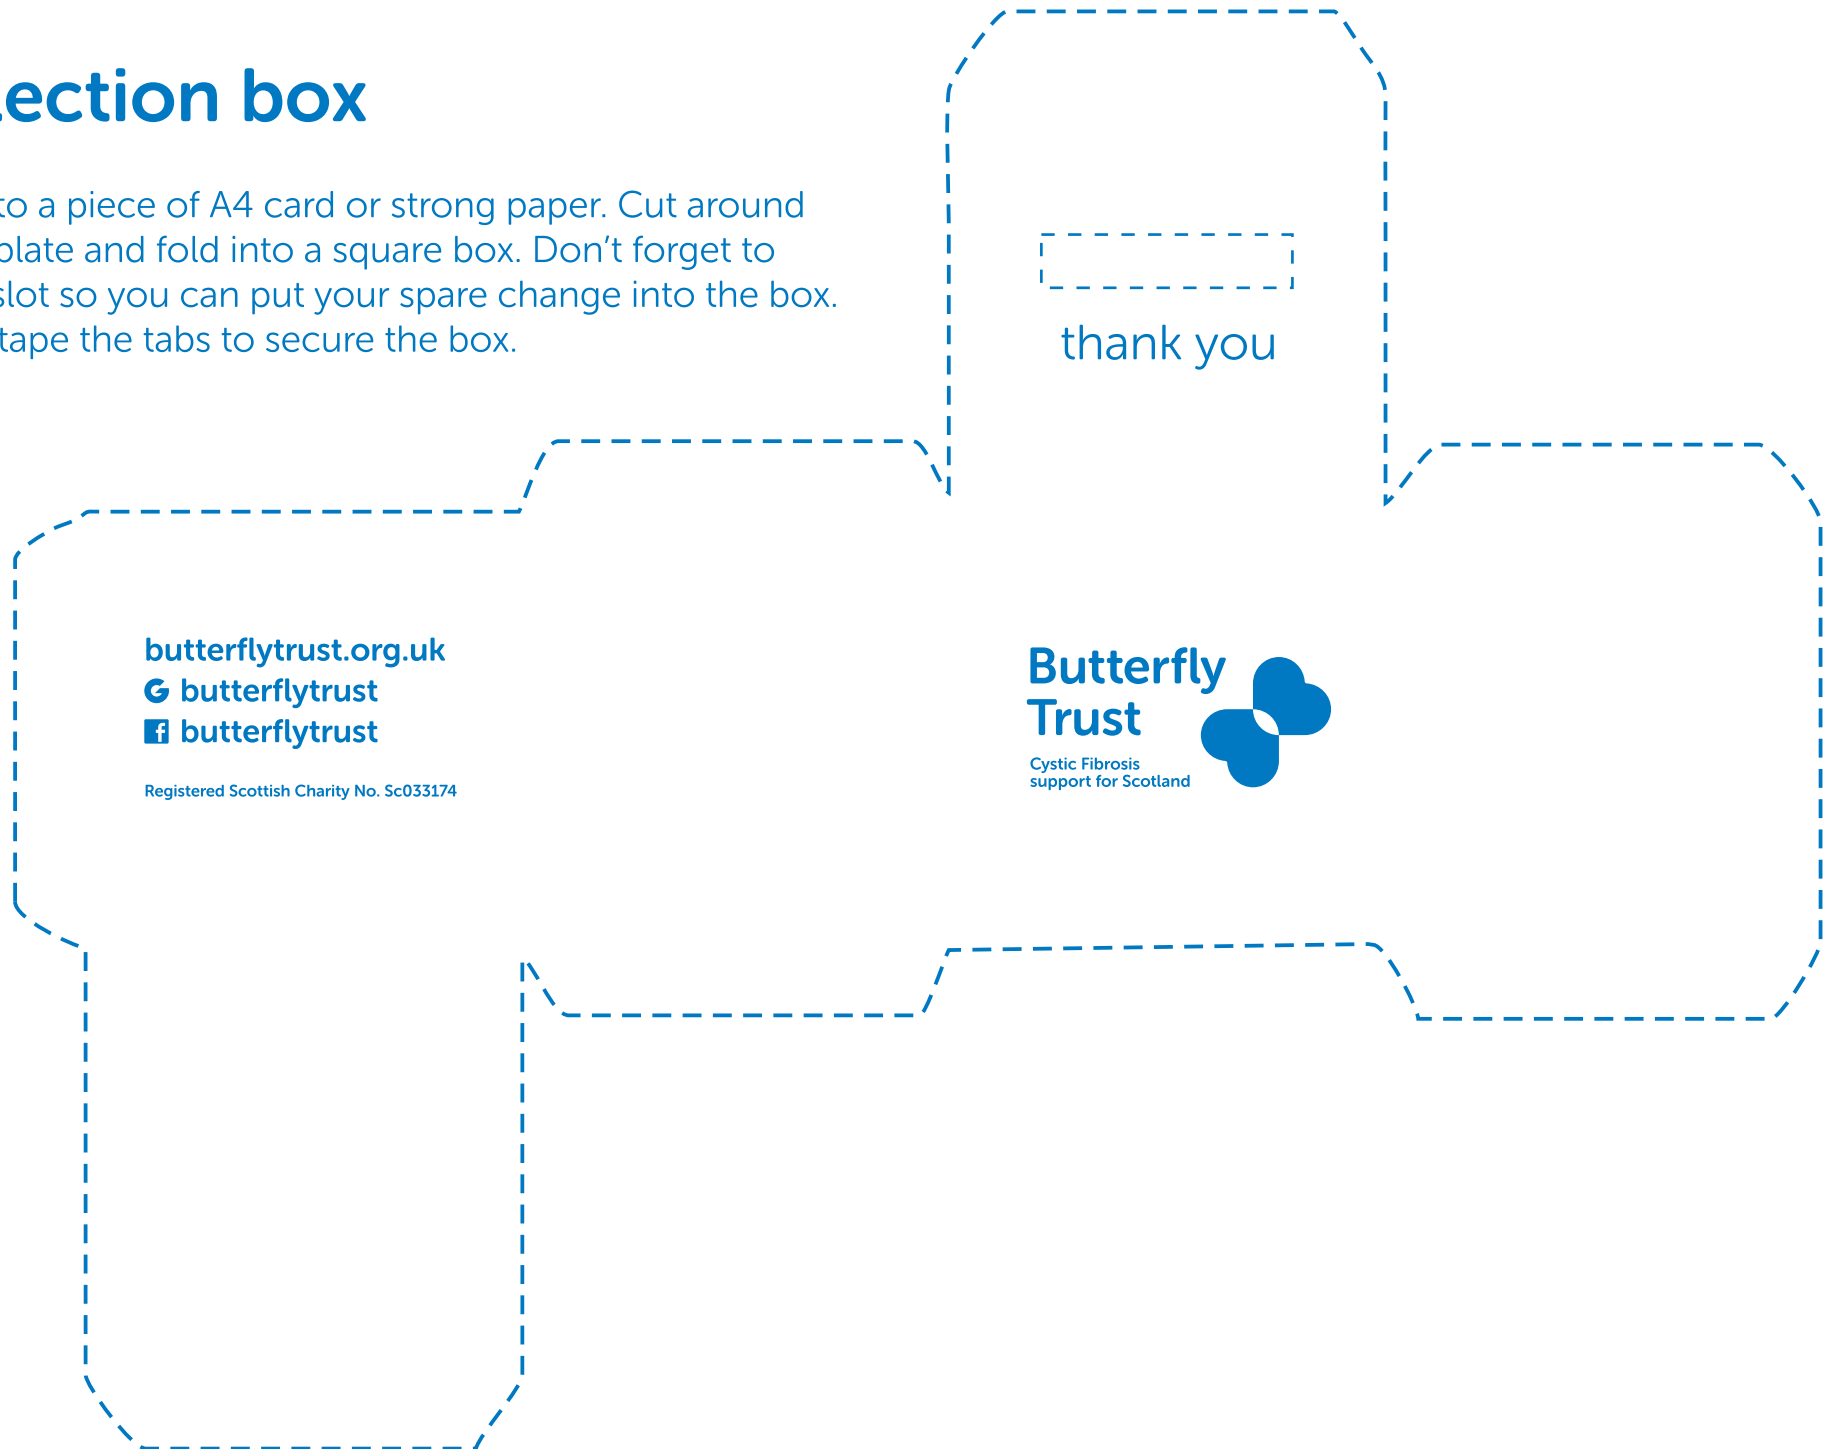 lection box
to a piece of A4 card or strong paper. Cut around
plate and fold into a square box. Don’t forget to
slot so you can put your spare change into the box.
tape the tabs to secure the box.
thank you
butterflytrust.org.uk
butterflytrust
butterflytrust
Registered Scottish Charity No. Sc033174
Butterfly
Trust
Cystic Fibrosis
support for Scotland